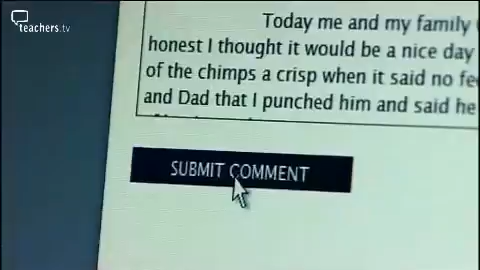 teachers.tv
Today me and my family
honest I thought it would be a nice day
of the chimps a crisp when it said no fe
and Dad that I punched him and said he
SUBMIT COMMENT